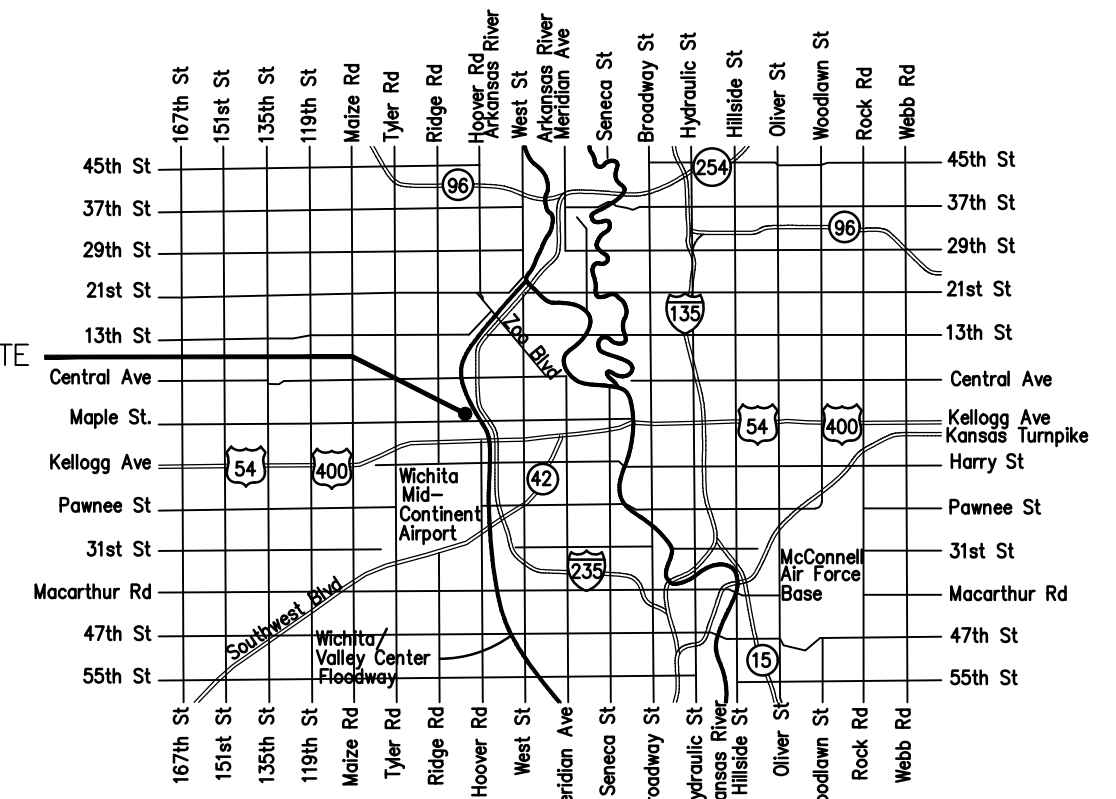 167th St
151st St
135th St
119th St
Maize Rd
Tyler Rd
Ridge Rd
Hoover Rd
Arkansas River
West St
Arkansas River
Meridian Ave
Seneca St
Broadway St
Hydraulic St
Hillside St
Oliver St
Woodlawn St
Rock Rd
Webb Rd
45th St
254
45th St
96
37th St
37th St
96
29th St
29th St
21st St
21st St
135
13th St
Zoo Blvd
13th St
TE
Central Ave
Central Ave
Maple St.
54
400
Kellogg Ave
Kansas Turnpike
Kellogg Ave
54
400
Harry St
Wichita
Mid-
Continent
Airport
42
Pawnee St
Pawnee St
31st St
235
McConnell
Air Force
Base
31st St
Macarthur Rd
Macarthur Rd
Southwest Blvd
47th St
Wichita/
Valley Center
Floodway
47th St
15
55th St
55th St
167th St
151st St
135th St
119th St
Maize Rd
Tyler Rd
Ridge Rd
Hoover Rd
West St
eridian Ave
Seneca St
roadway St
ydraulic St
ansas River
Hillside St
Oliver St
oodlawn St
Rock Rd
Webb Rd